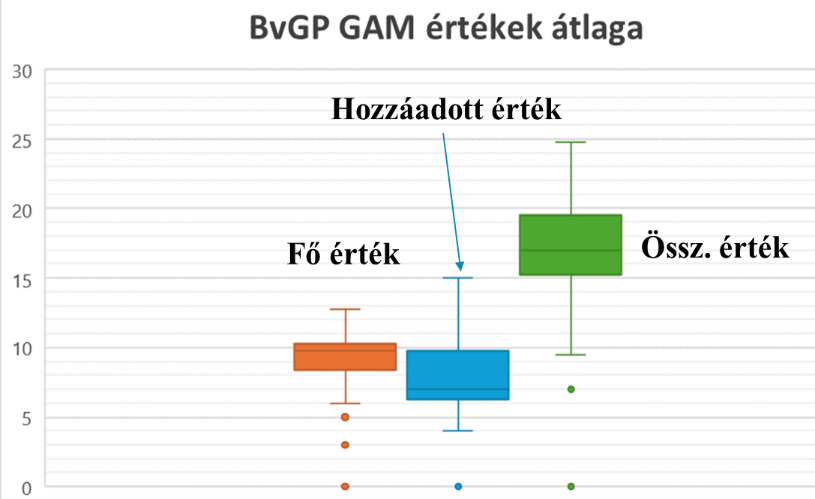 BvGP GAM értékek átlaga
30
Hozzáadott érték
25
20
Fő érték
Össz. érték
15
10
5
0